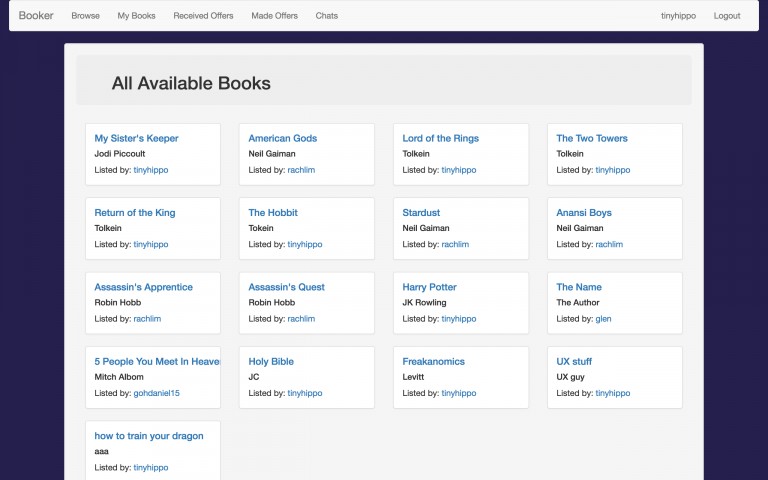 Booker Browse My Books Received Offers Made Offers Chats tinyhippo Logout
All Available Books
My Sister's Keeper
Jodi Piccoult
Listed by: tinyhippo
American Gods
Neil Gaiman
Listed by: rachlim
Lord of the Rings
Tolkein
Listed by: tinyhippo
The Two Towers
Tolkein
Listed by: tinyhippo
Return of the King
Tolkein
Listed by: tinyhippo
The Hobbit
Tokein
Listed by: tinyhippo
Stardust
Neil Gaiman
Listed by: rachlim
Anansi Boys
Neil Gaiman
Listed by: rachlim
Assassin's Apprentice
Robin Hobb
Listed by: rachlim
Assassin's Quest
Robin Hobb
Listed by: rachlim
Harry Potter
JK Rowling
Listed by: tinyhippo
The Name
The Author
Listed by: glen
5 People You Meet In Heave
Mitch Albom
Listed by: gohdaniel15
Holy Bible
JC
Listed by: tinyhippo
Freakanomics
Levitt
Listed by: tinyhippo
UX stuff
UX guy
Listed by: tinyhippo
how to train your dragon
aaa
Listed by: tinyhippo